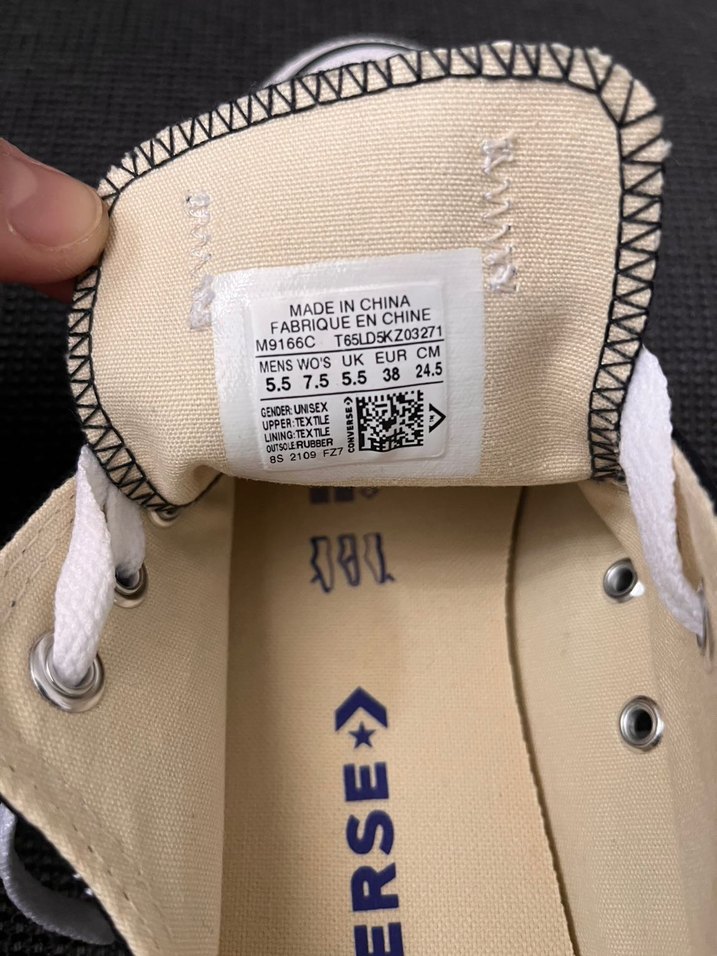 MADE IN CHINA
FABRIQUE EN CHINE
M9166C T65LD5KZ03271
MENS WO'S UK EUR CM
5.5 7.5 5.5 38 24.5
GENDER: UNISEX
UPPER: TEXTILE
LINING: TEXTILE
OUTSOLE RUBBER
8S 2109 FZ7
CONVERSE
TM
ERSE